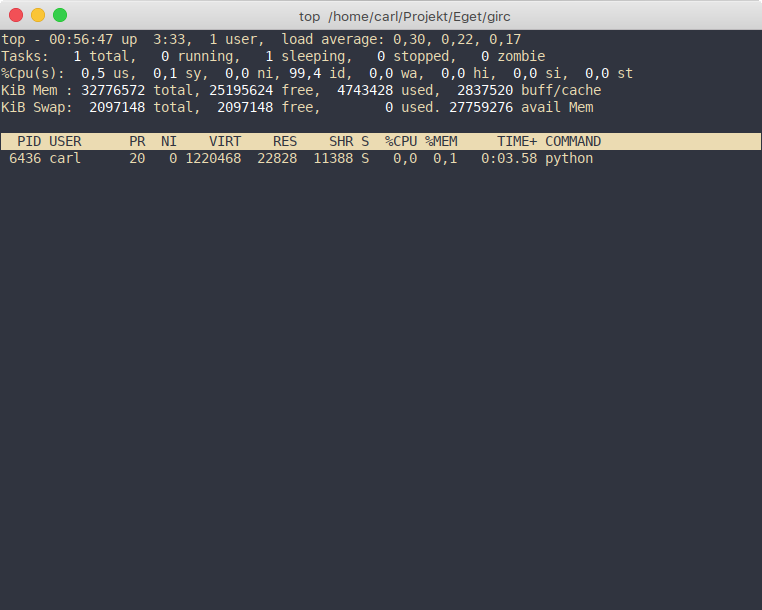 top  /home/carl/Projekt/Eget/girc
top - 00:56:47 up  3:33,  1 user,  load average: 0,30, 0,22, 0,17
Tasks:   1 total,   0 running,   1 sleeping,   0 stopped,   0 zombie
%Cpu(s):  0,5 us,  0,1 sy,  0,0 ni, 99,4 id,  0,0 wa,  0,0 hi,  0,0 si,  0,0 st
KiB Mem : 32776572 total, 25195624 free,  4743428 used,  2837520 buff/cache
KiB Swap:  2097148 total,  2097148 free,        0 used. 27759276 avail Mem
  PID USER      PR  NI    VIRT    RES    SHR S  %CPU %MEM     TIME+ COMMAND
 6436 carl      20   0 1220468  22828  11388 S   0,0  0,1   0:03.58 python